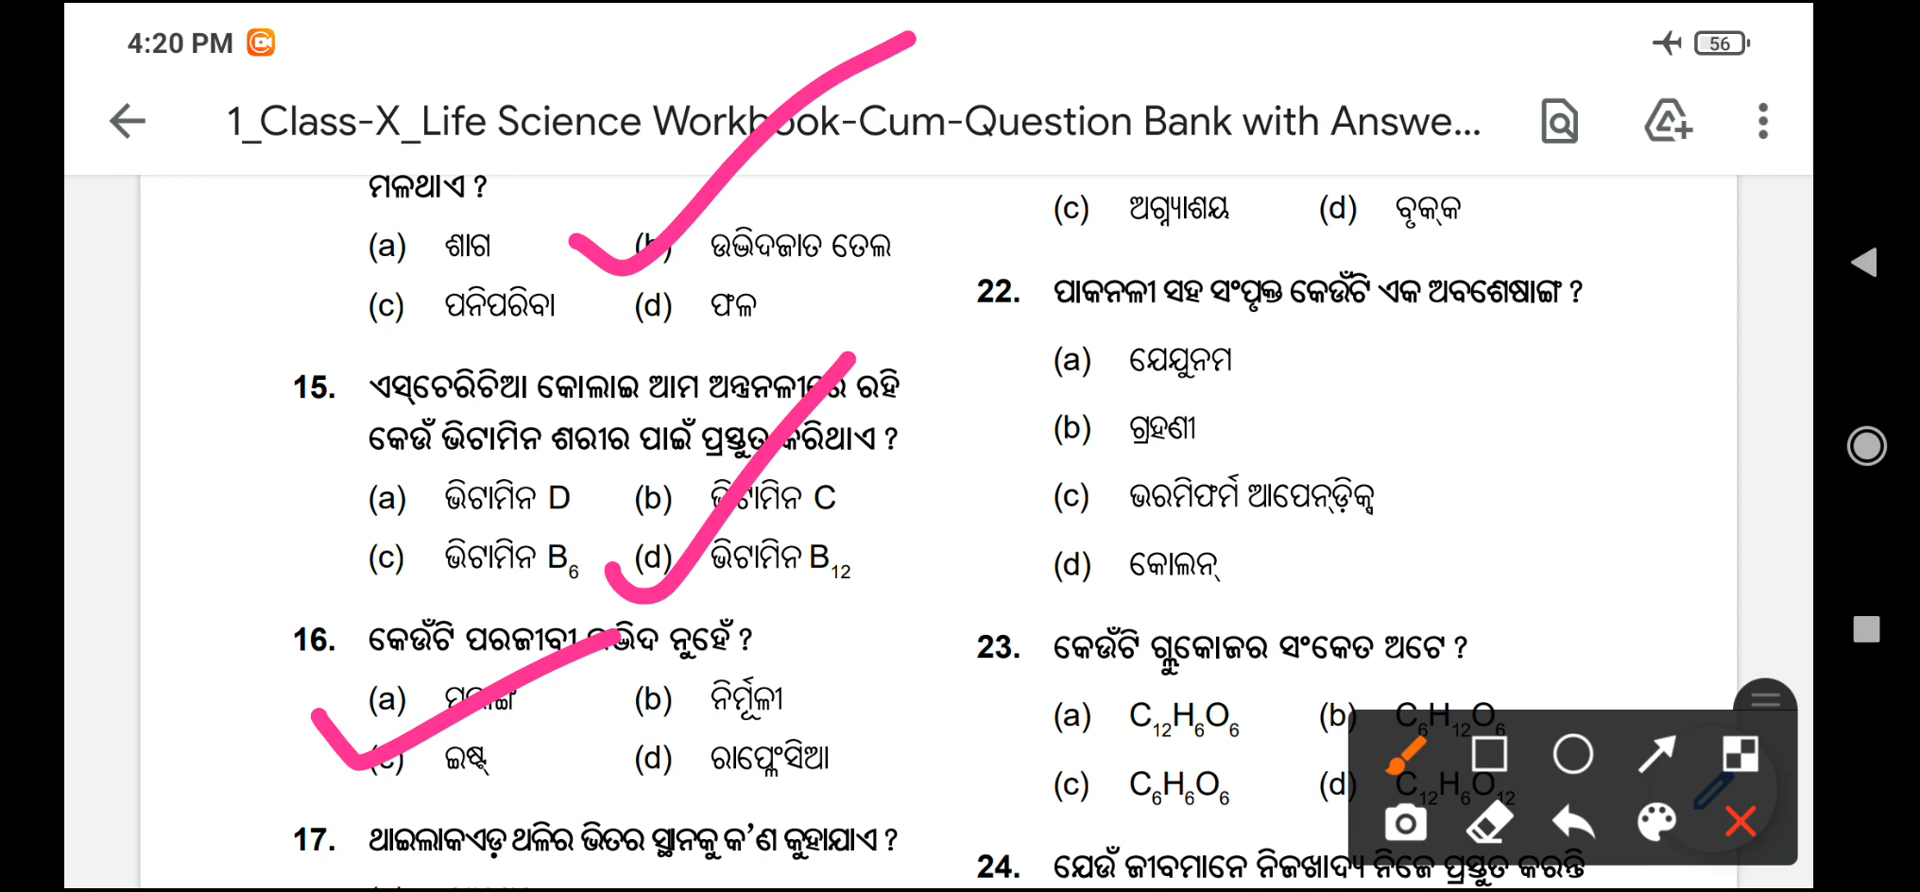 4:20 PM
56
1_Class-X_Life Science Workbook-Cum-Question Bank with Answe...
ମିଳିଥାଏ ?
(a) ଶାଗ (b) ଉଦ୍ଭିଦଜାତ ତେଲ
(c) ପନିପରିବା (d) ଫଳ
15. ଏସ୍‌ଚେରିଚିଆ କୋଲାଇ ଆମ ଅନ୍ତ୍ରନଳୀରେ ରହି
କେଉଁ ଭିଟାମିନ ଶରୀର ପାଇଁ ପ୍ରସ୍ତୁତ କରିଥାଏ ?
(a) ଭିଟାମିନ D (b) ଭିଟାମିନ C
(c) ଭିଟାମିନ B6 (d) ଭିଟାମିନ B12
16. କେଉଁଟି ପରଜୀବୀ ଉଦ୍ଭିଦ ନୁହେଁ ?
(a) (b) ନିର୍ମୂଳୀ
(c) ଇଷ୍ଟ୍ (d) ରାଫ୍ଲେସିଆ
17. ଥାଇଲାକଏଡ୍ ଥଳିର ଭିତର ସ୍ଥାନକୁ କ'ଣ କୁହାଯାଏ ?
(c) ଅଗ୍ନ୍ୟାଶୟ (d) ବୃକ୍‌କ
22. ପାକନଳୀ ସହ ସଂପୃକ୍ତ କେଉଁଟି ଏକ ଅବଶେଷାଙ୍ଗ ?
(a) ଯେଯୁନମ
(b) ଗ୍ରହଣୀ
(c) ଭରମିଫର୍ମ ଆପେନ୍‌ଡ଼ିକ୍ସ
(d) କୋଲନ୍
23. କେଉଁଟି ଗ୍ଲୁକୋଜର ସଂକେତ ଅଟେ ?
(a) C12H6O6 (b) C6H12O6
(c) C6H6O6 (d) C12H6O12
24. ଯେଉଁ ଜୀବମାନେ ନିଜଖାଦ୍ୟ ନିଜେ ପ୍ରସ୍ତୁତ କରନ୍ତି